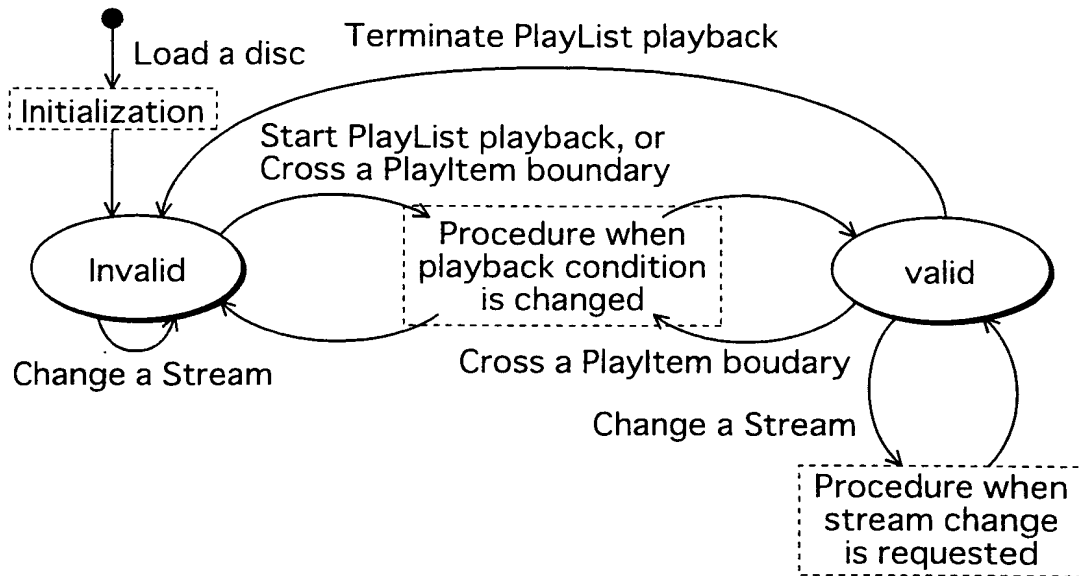 Load a disc
Terminate PlayList playback
Initialization
Start PlayList playback, or
Cross a PlayItem boundary
Procedure when
playback condition
is changed
Invalid
valid
Change a Stream
Cross a PlayItem boudary
Change a Stream
Procedure when
stream change
is requested